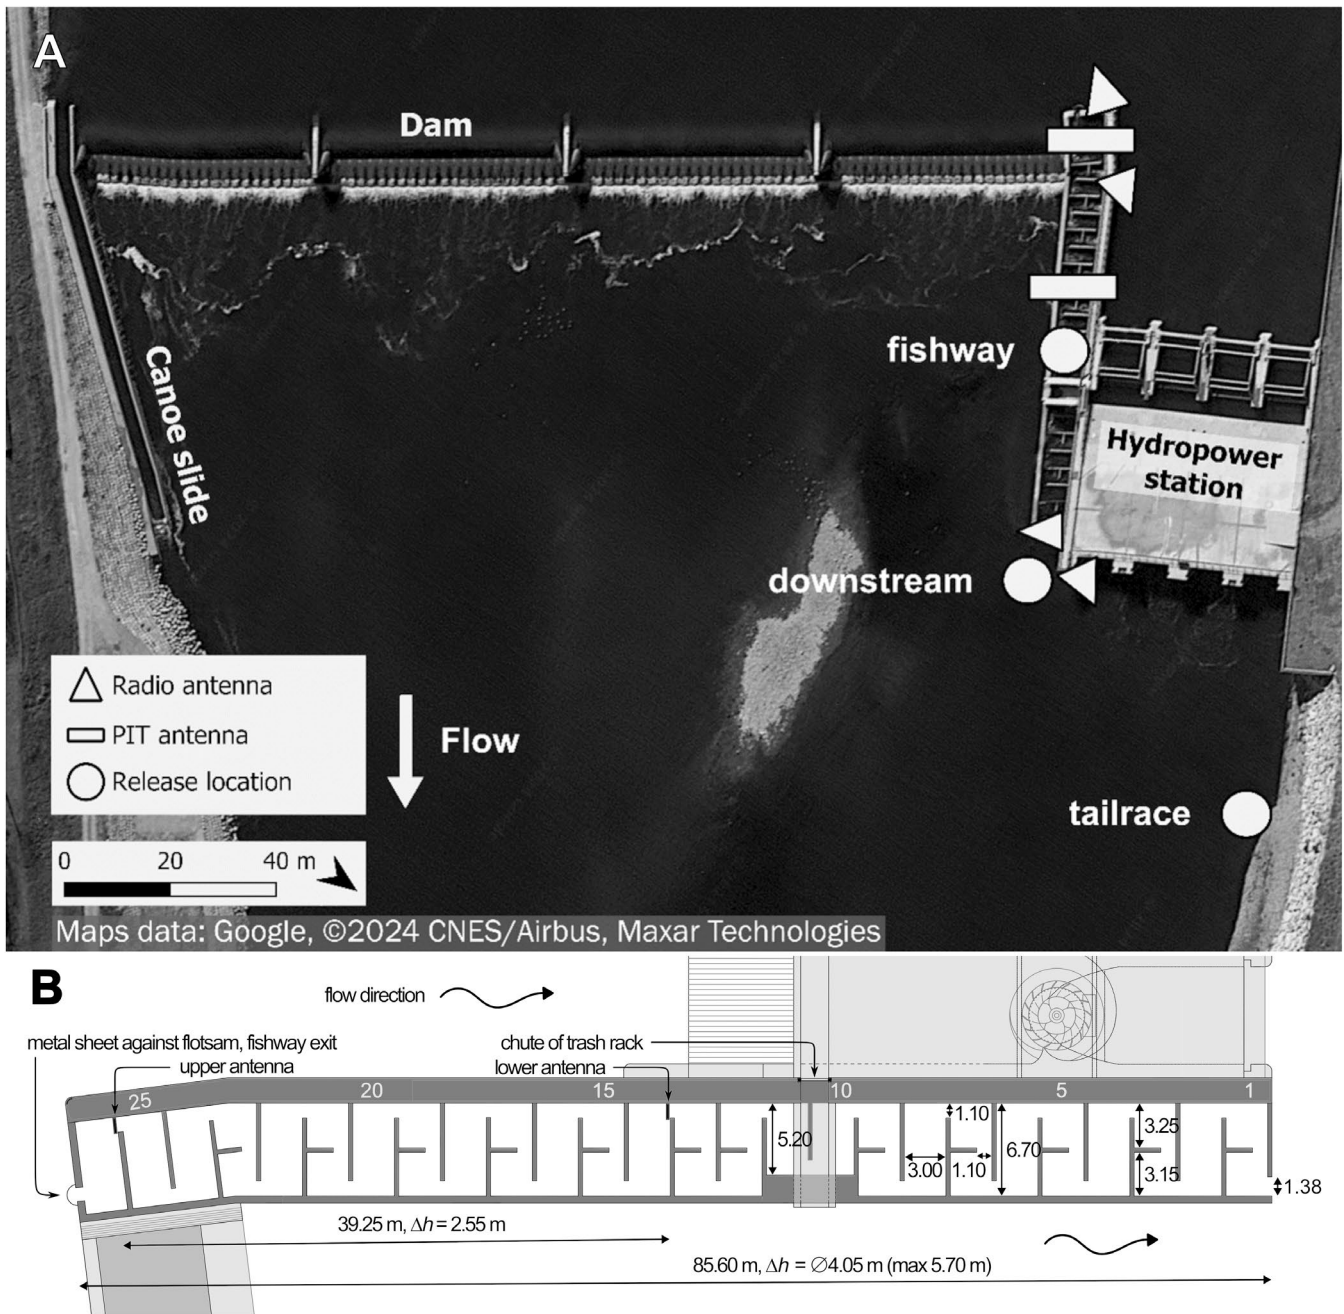 A
Dam
fishway
Canoe slide
Hydropower
station
downstream
Radio antenna
PIT antenna
Release location
Flow
tailrace
0 20 40 m
Maps data: Google, ©2024 CNES/Airbus, Maxar Technologies
B
flow direction
metal sheet against flotsam, fishway exit
chute of trash rack
upper antenna
lower antenna
25 20 15 10 5 1
1.10
5.20
6.70
3.25
3.00
1.10
3.15
1.38
39.25 m, Δh = 2.55 m
85.60 m, Δh = ∅4.05 m (max 5.70 m)